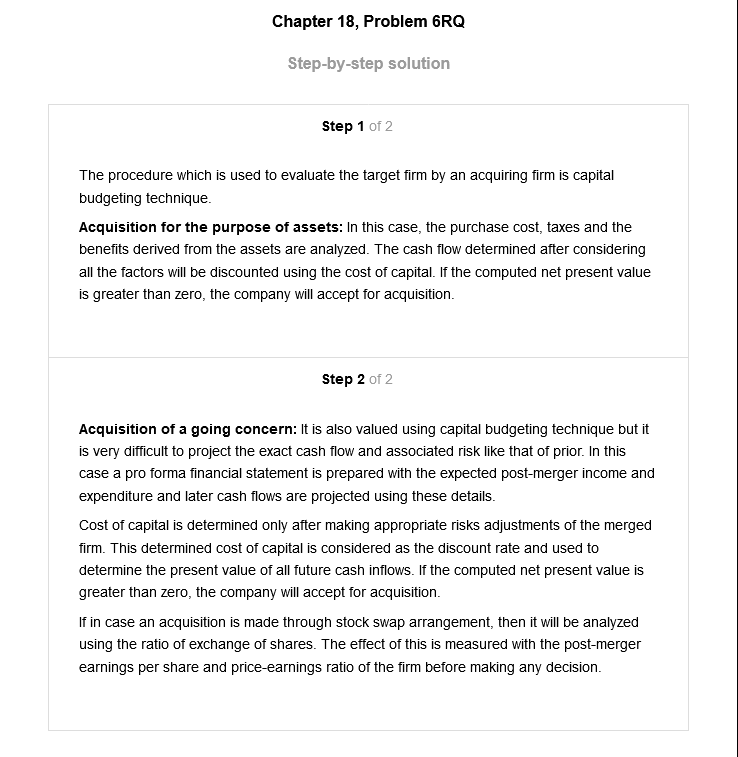 Chapter 18, Problem 6RQ
Step-by-step solution
Step 1 of 2
The procedure which is used to evaluate the target firm by an acquiring firm is capital
budgeting technique.
Acquisition for the purpose of assets: In this case, the purchase cost, taxes and the
benefits derived from the assets are analyzed. The cash flow determined after considering
all the factors will be discounted using the cost of capital. If the computed net present value
is greater than zero, the company will accept for acquisition.
Step 2 of 2
Acquisition of a going concern: It is also valued using capital budgeting technique but it
is very difficult to project the exact cash flow and associated risk like that of prior. In this
case a pro forma financial statement is prepared with the expected post-merger income and
expenditure and later cash flows are projected using these details.
Cost of capital is determined only after making appropriate risks adjustments of the merged
firm. This determined cost of capital is considered as the discount rate and used to
determine the present value of all future cash inflows. If the computed net present value is
greater than zero, the company will accept for acquisition.
If in case an acquisition is made through stock swap arrangement, then it will be analyzed
using the ratio of exchange of shares. The effect of this is measured with the post-merger
earnings per share and price-earnings ratio of the firm before making any decision.